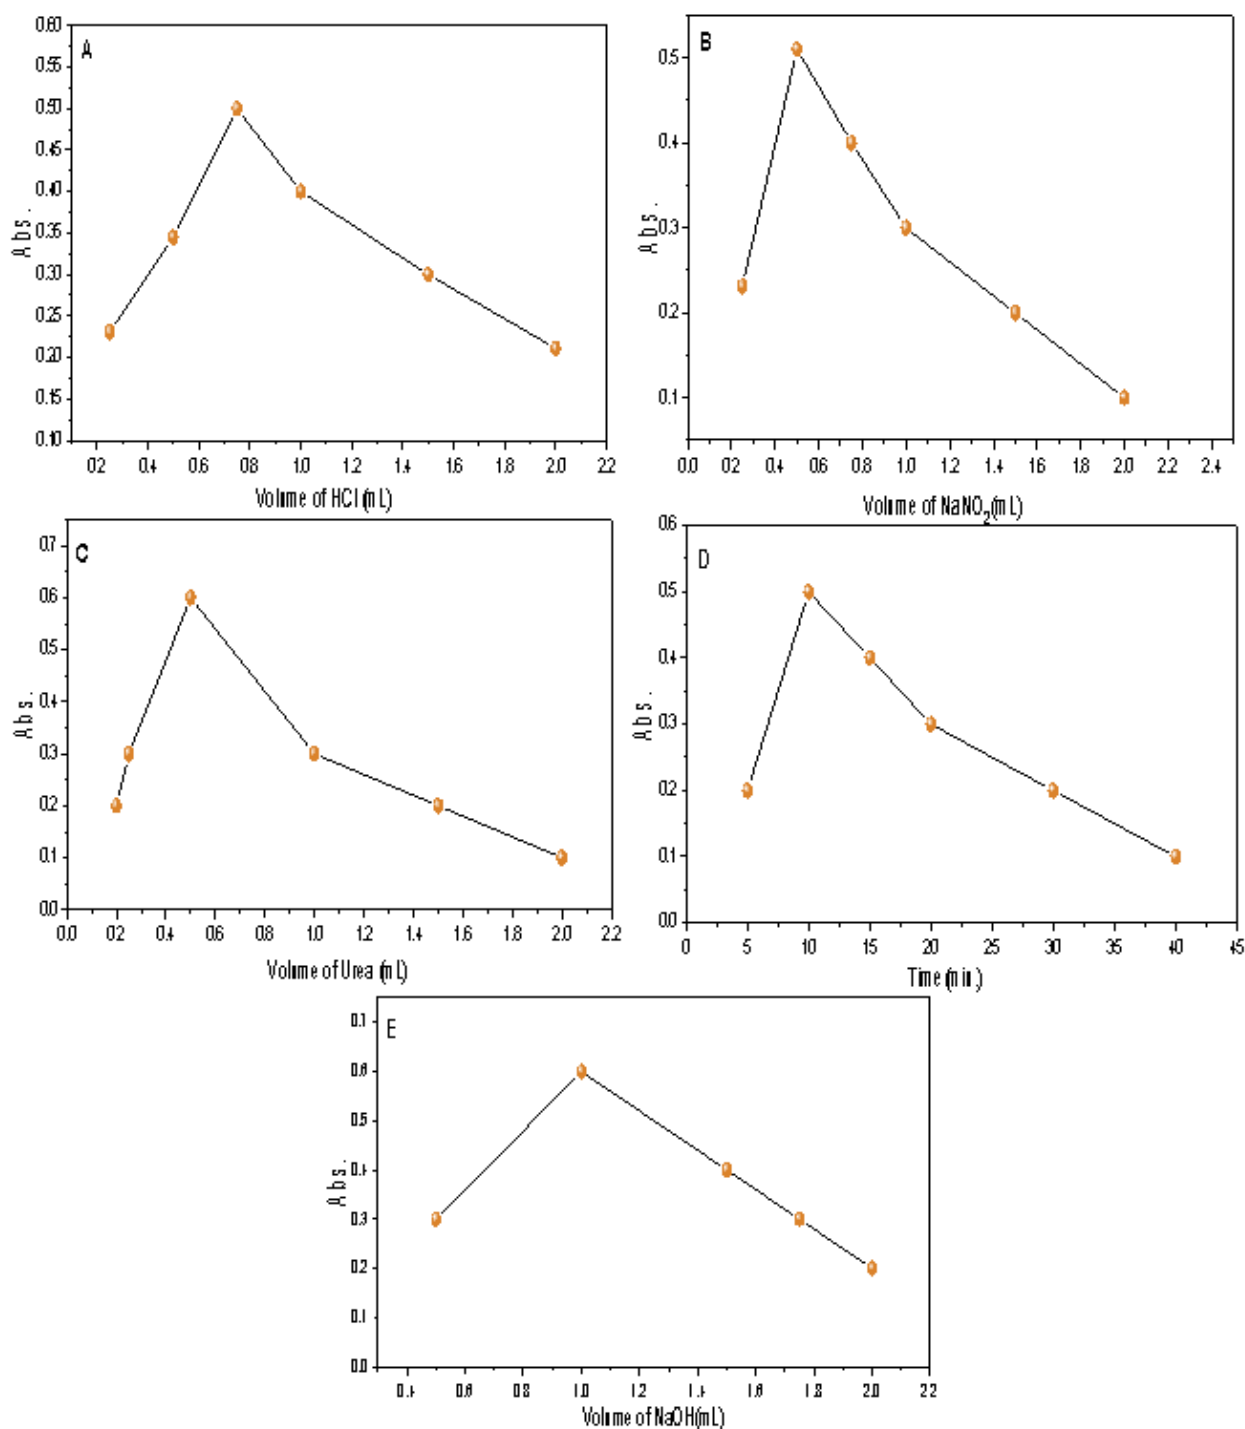 A
0.60
0.55
0.50
0.45
0.40
0.35
0.30
0.25
0.20
0.15
0.10
Abs.
0.2 0.4 0.6 0.8 1.0 1.2 1.4 1.6 1.8 2.0 2.2
Volume of HCl (mL)
B
0.5
0.4
0.3
0.2
0.1
Abs.
0.0 0.2 0.4 0.6 0.8 1.0 1.2 1.4 1.6 1.8 2.0 2.2 2.4
Volume of NaNO2(mL)
C
0.7
0.6
0.5
0.4
0.3
0.2
0.1
0.0
Abs.
0.0 0.2 0.4 0.6 0.8 1.0 1.2 1.4 1.6 1.8 2.0 2.2
Volume of Urea (mL)
D
0.6
0.5
0.4
0.3
0.2
0.1
0.0
Abs.
0 5 10 15 20 25 30 35 40 45
Time (min.)
E
0.7
0.6
0.5
0.4
0.3
0.2
0.1
0.0
Abs.
0.4 0.6 0.8 1.0 1.2 1.4 1.6 1.8 2.0 2.2
Volume of NaOH(mL)